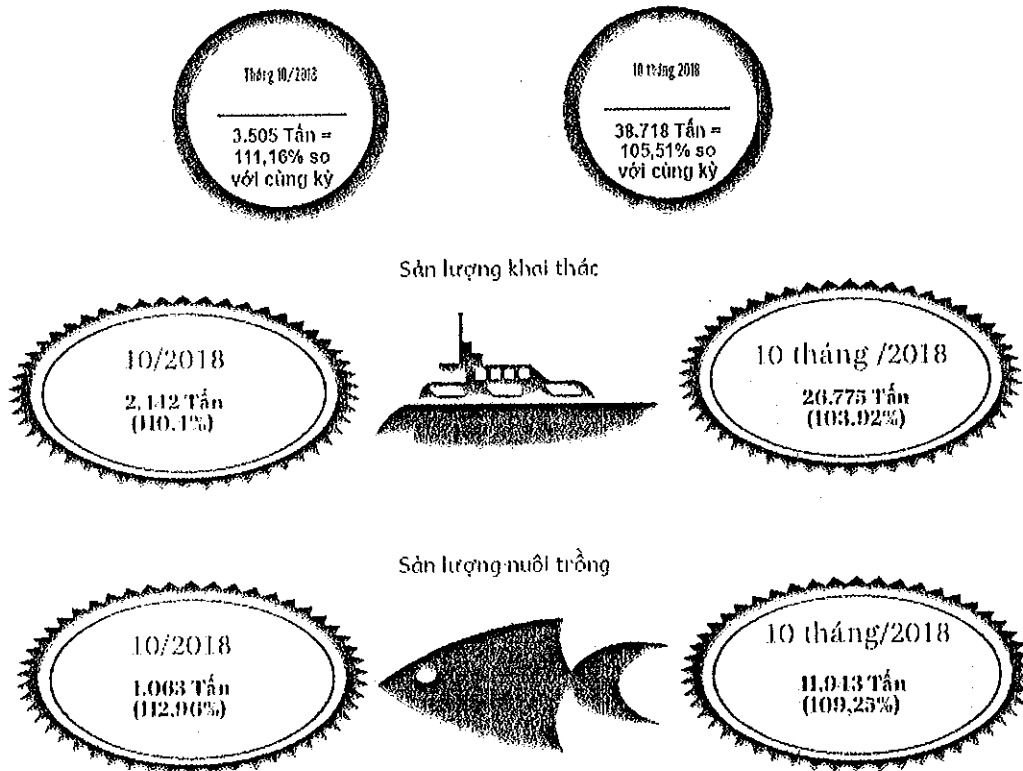 Tháng 10/2018
3.505 Tấn =
111,16% so
với cùng kỳ
10 tháng 2018
38.718 Tấn =
105,51% so
với cùng kỳ
Sản lượng khai thác
10/2018
2.442 Tấn
(110.4%)
10 tháng /2018
26.775 Tấn
(103.92%)
Sản lượng nuôi trồng
10/2018
1.063 Tấn
(112,96%)
10 tháng/2018
11.943 Tấn
(109,25%)